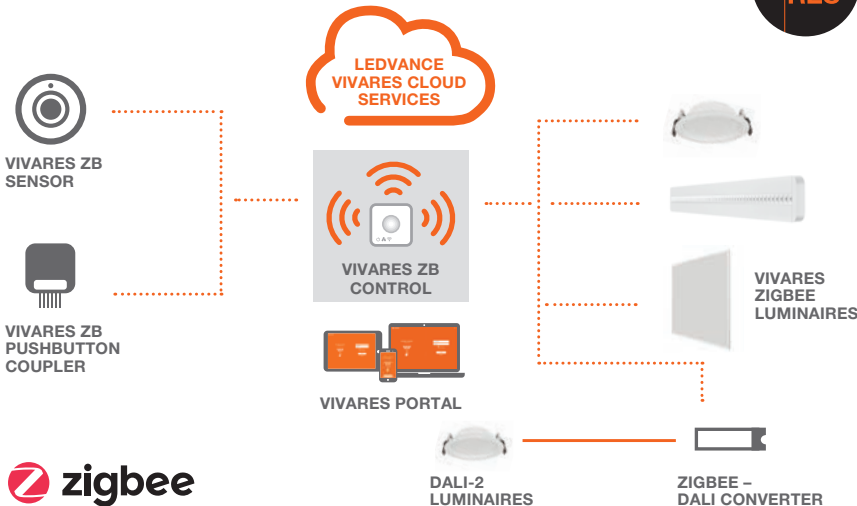 LEDVANCE
VIVARES CLOUD
SERVICES
VIVARES ZB
SENSOR
VIVARES ZB
CONTROL
VIVARES
ZIGBEE
LUMINAIRES
VIVARES ZB
PUSHBUTTON
COUPLER
VIVARES PORTAL
zigbee
DALI-2
LUMINAIRES
ZIGBEE –
DALI CONVERTER